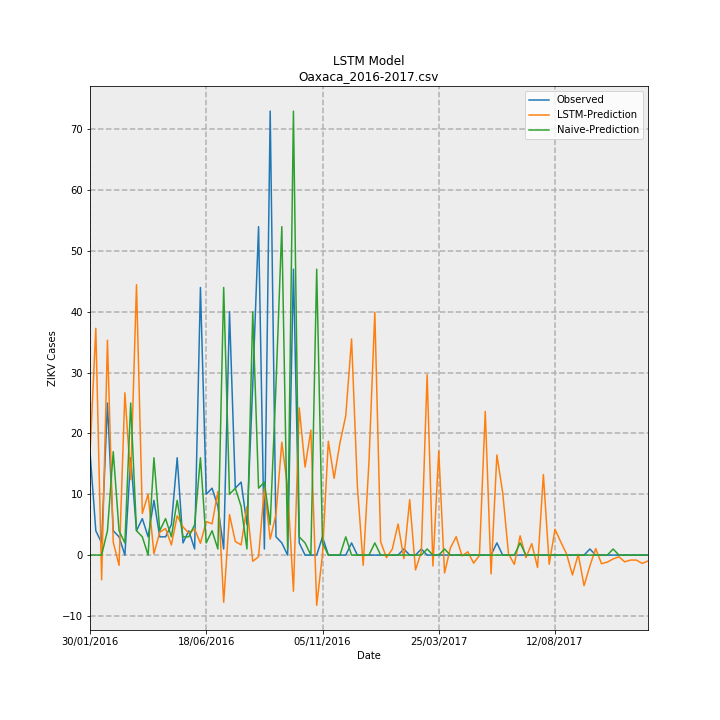 LSTM Model
Oaxaca_2016-2017.csv
Observed
LSTM-Prediction
Naive-Prediction
70
60
50
40
30
20
10
0
−10
ZIKV Cases
30/01/2016 18/06/2016 05/11/2016 25/03/2017 12/08/2017
Date